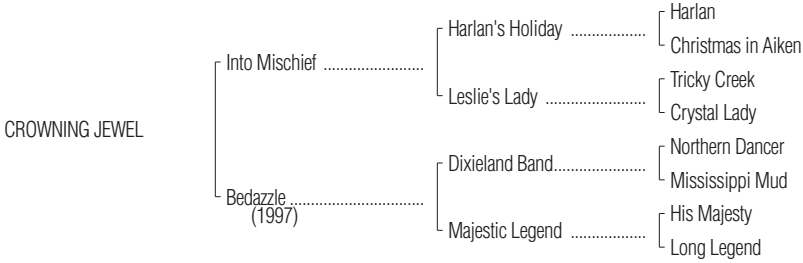 Harlan
Harlan's Holiday ....................
Christmas in Aiken
Into Mischief ...........................
Tricky Creek
Leslie's Lady ...........................
Crystal Lady
CROWNING JEWEL
Northern Dancer
Dixieland Band.........................
Mississippi Mud
Bedazzle ....................................
(1997)
His Majesty
Majestic Legend ....................
Long Legend